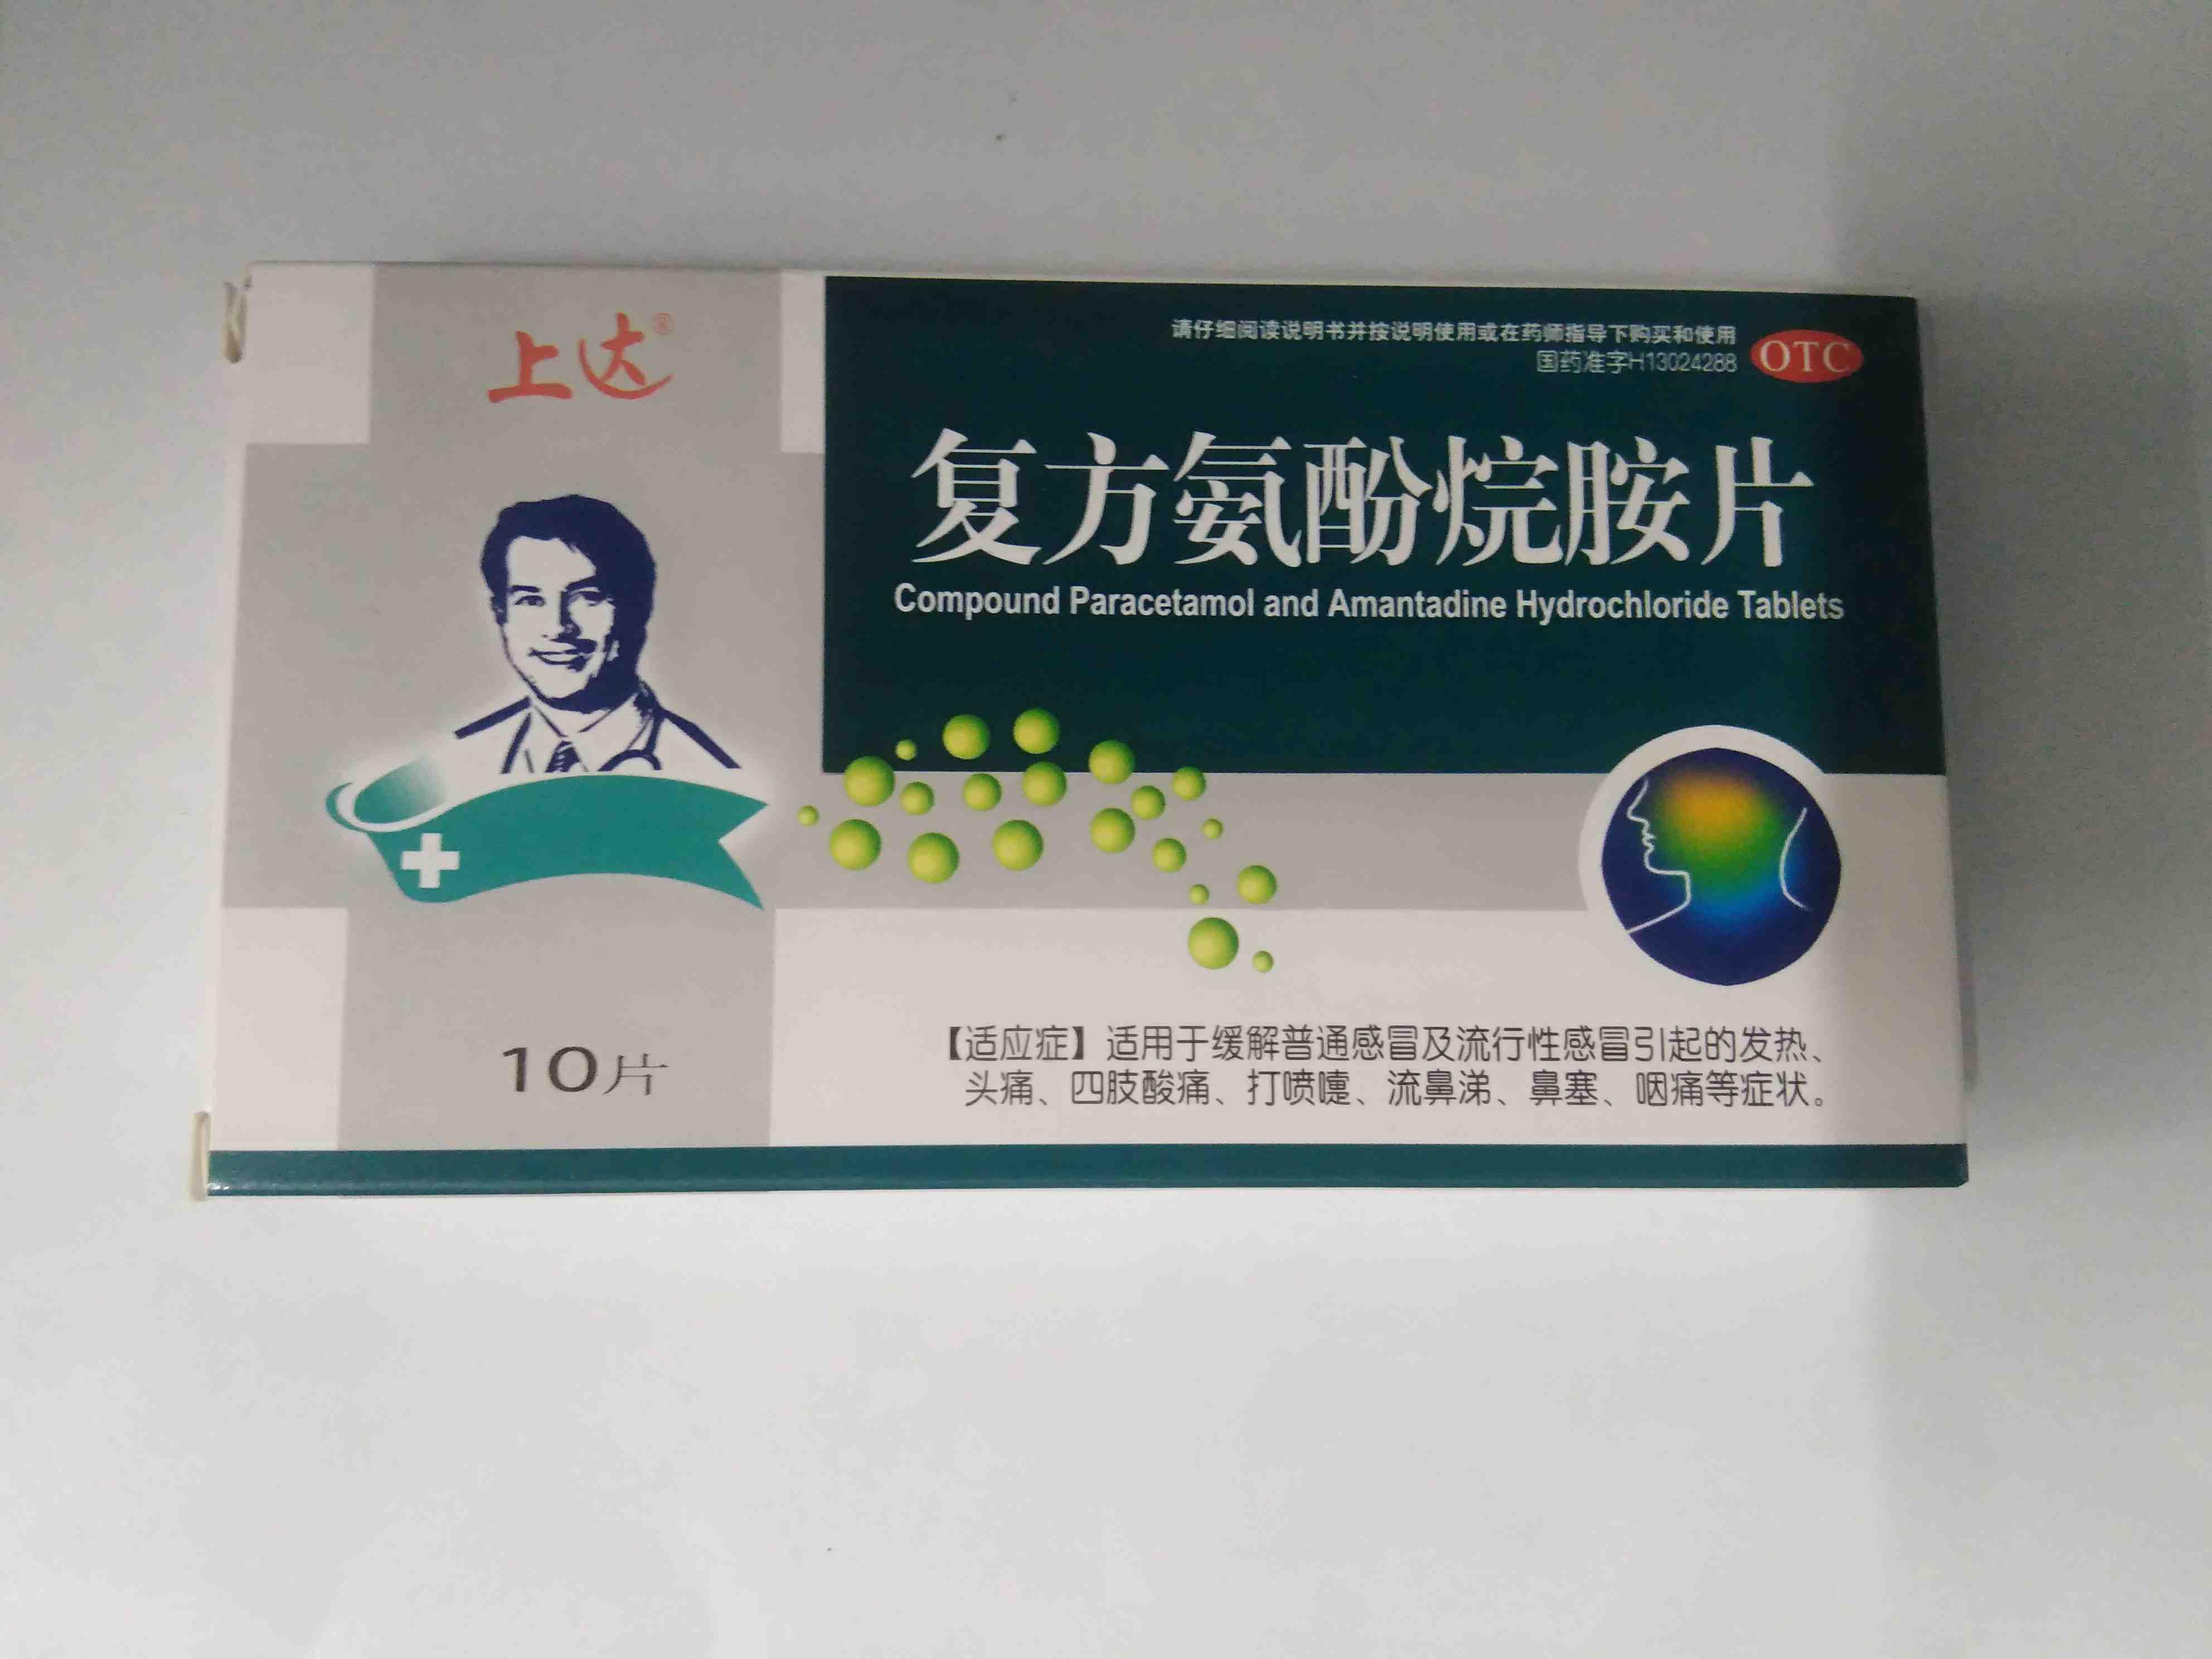 上达®
请仔细阅读说明书并按说明使用或在药师指导下购买和使用
国药准字H13024288
OTC
复方氨酚烷胺片
Compound Paracetamol and Amantadine Hydrochloride Tablets
10片
【适应症】适用于缓解普通感冒及流行性感冒引起的发热、
头痛、四肢酸痛、打喷嚏、流鼻涕、鼻塞、咽痛等症状。